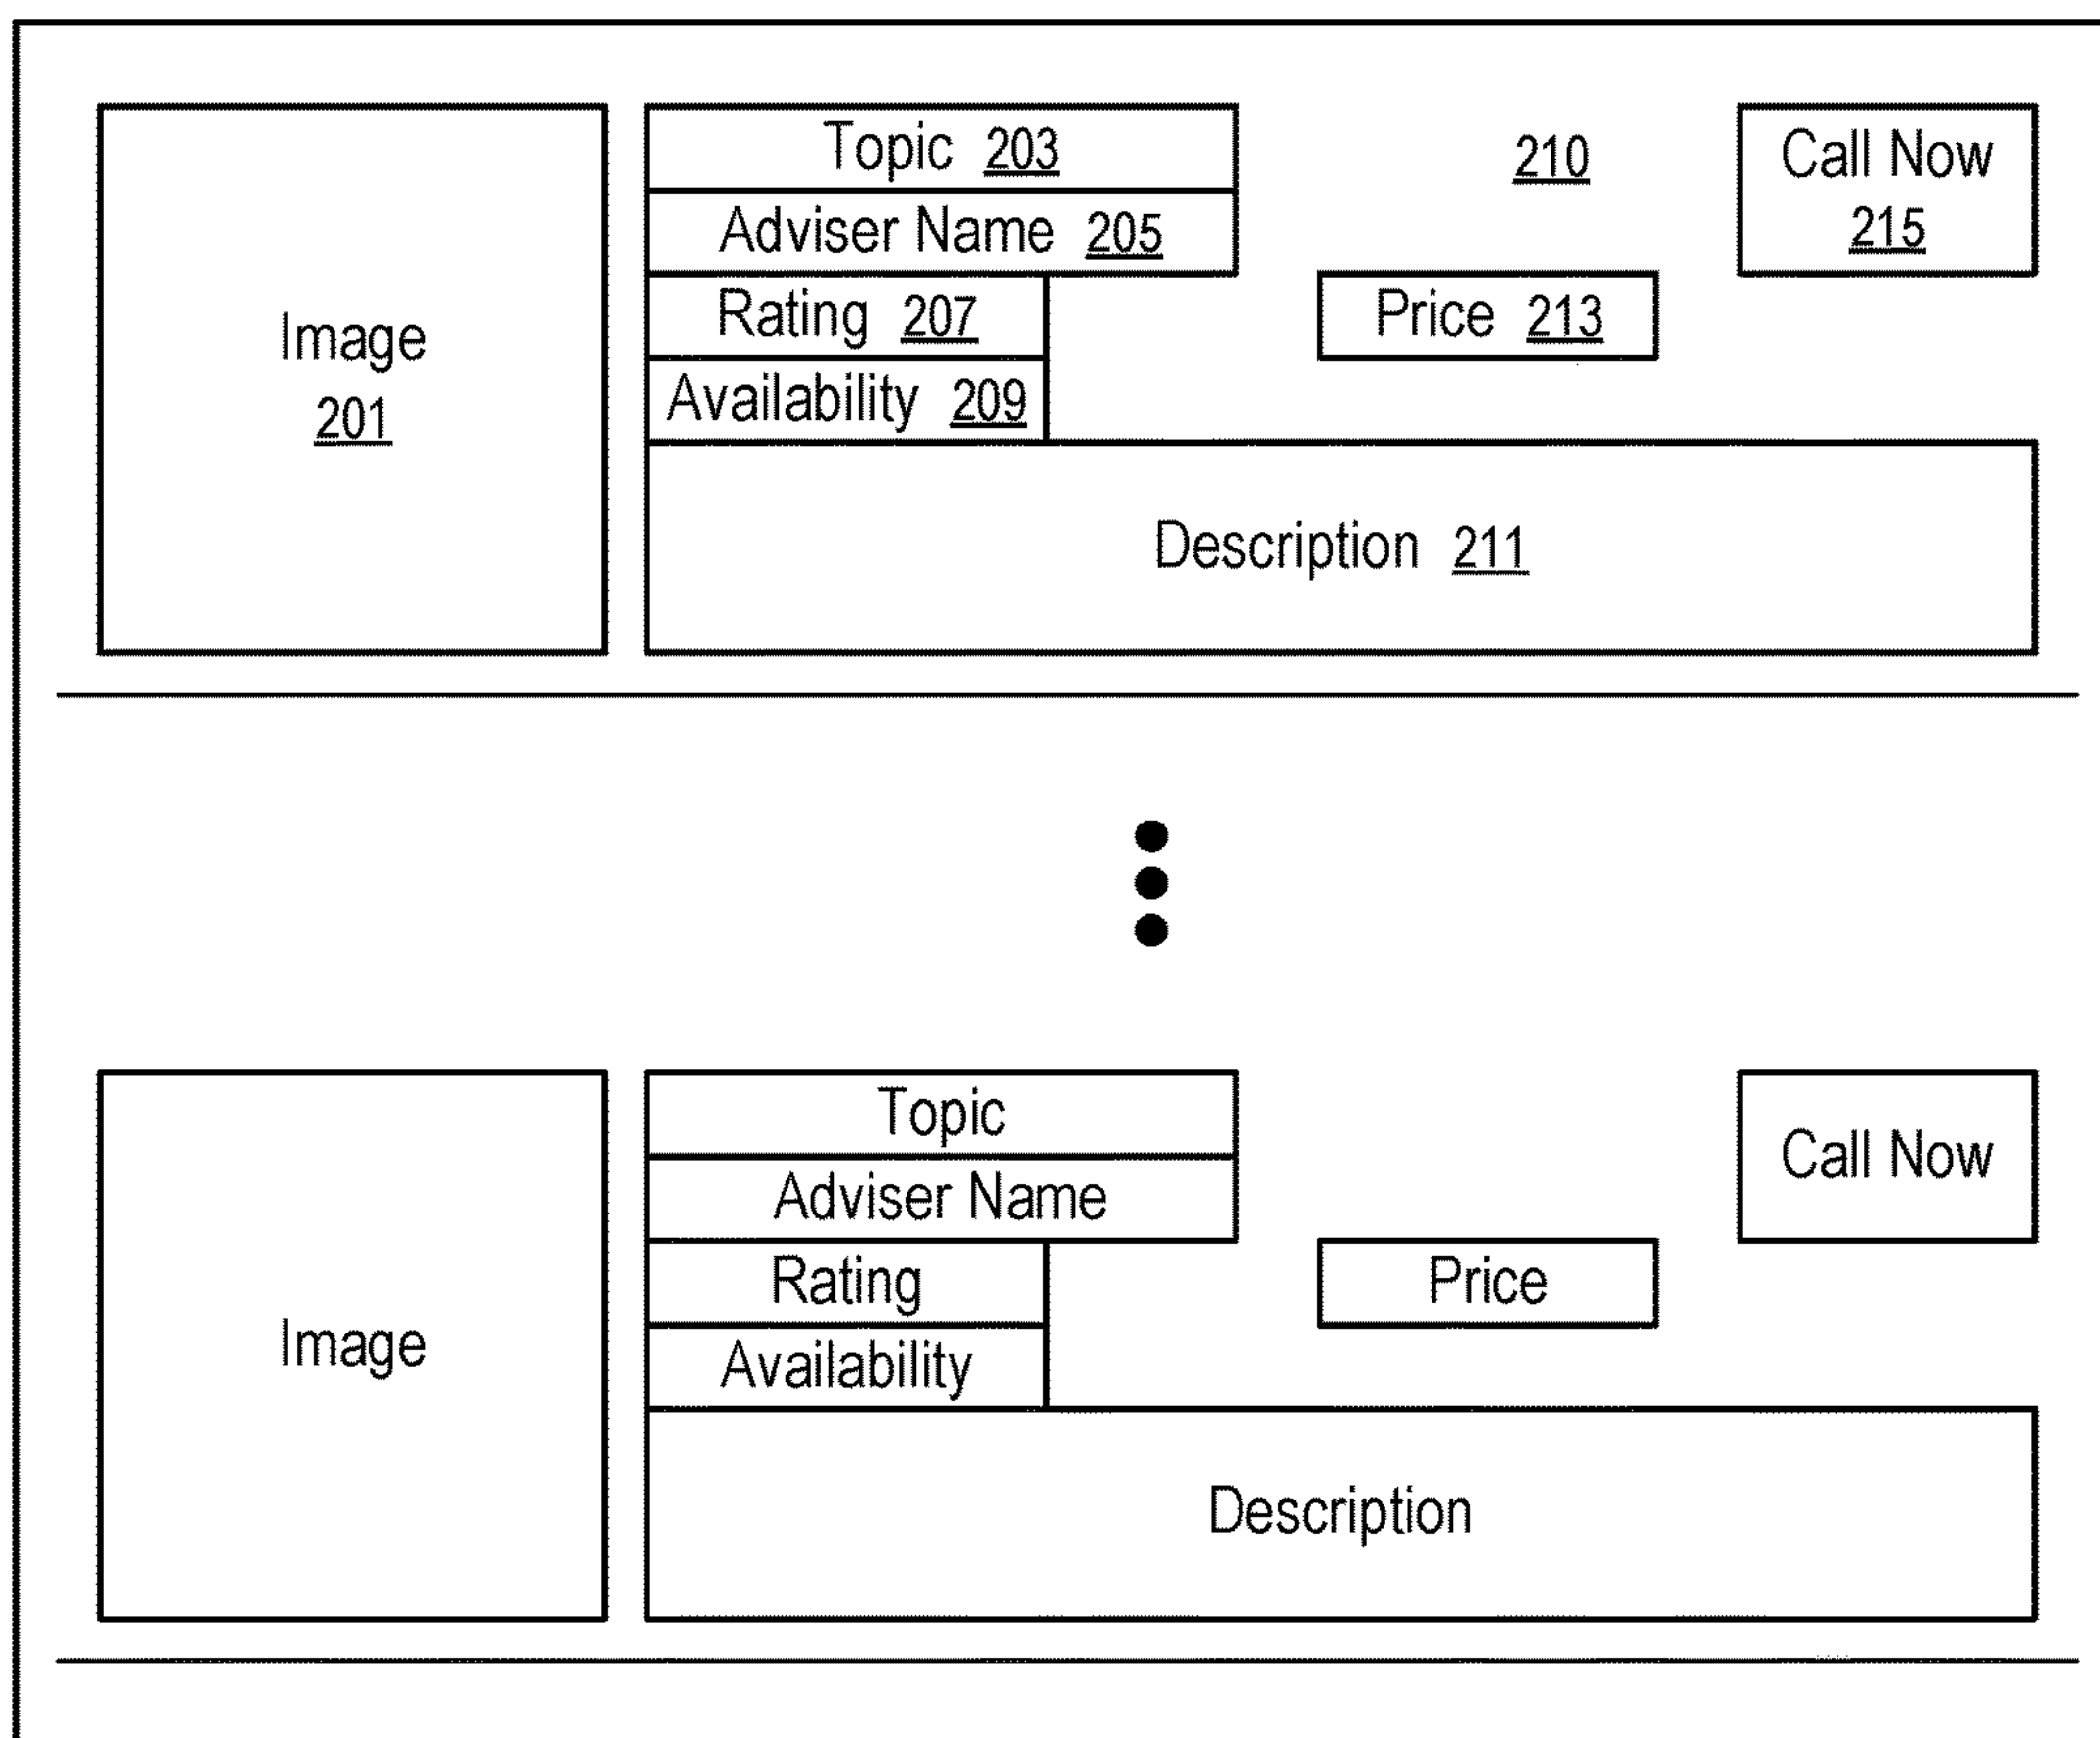 Image
201
Topic 203
Adviser Name 205
Rating 207
Availability 209
210
Price 213
Call Now
215
Description 211
Image
Topic
Adviser Name
Rating
Availability
Price
Call Now
Description